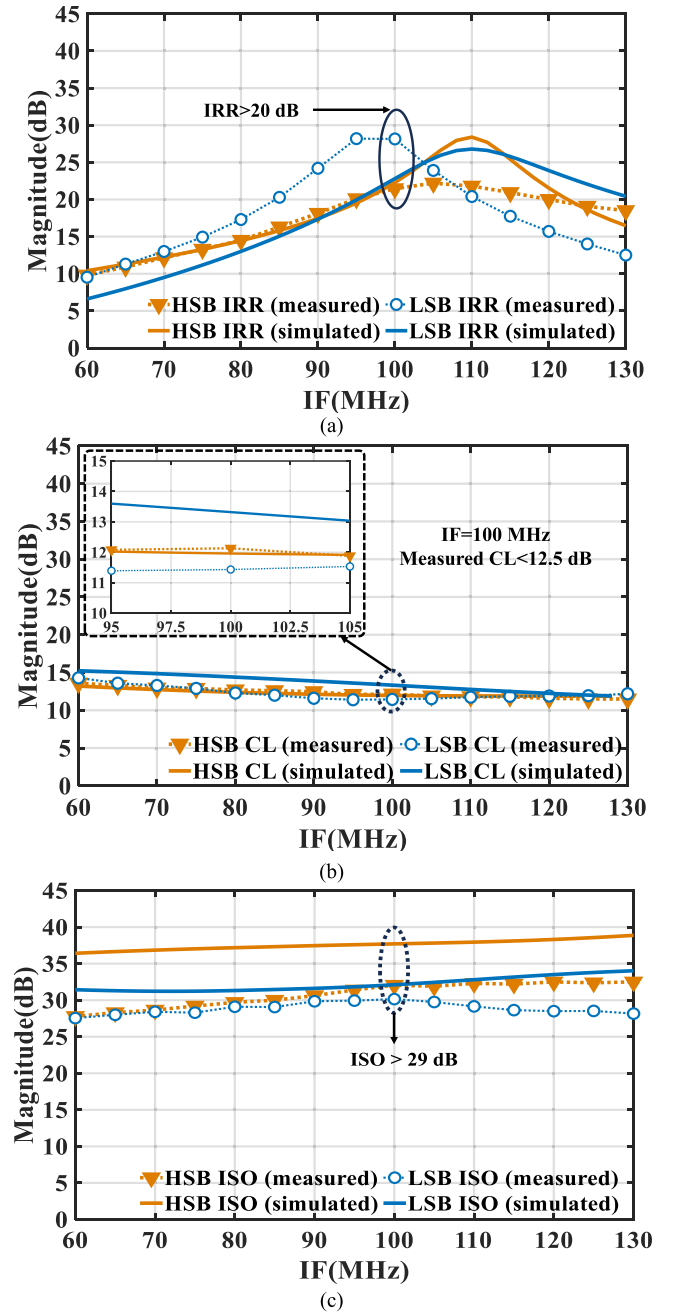 45
40
35
30
25
20
15
10
5
0
Magnitude(dB)
IRR>20 dB
HSB IRR (measured)
LSB IRR (measured)
HSB IRR (simulated)
LSB IRR (simulated)
60 70 80 90 100 110 120 130
IF(MHz)
(a)
45
40
35
30
25
20
15
10
5
0
Magnitude(dB)
15
14
13
12
11
10
95 97.5 100 102.5 105
IF=100 MHz
Measured CL<12.5 dB
HSB CL (measured)
LSB CL (measured)
HSB CL (simulated)
LSB CL (simulated)
60 70 80 90 100 110 120 130
IF(MHz)
(b)
45
40
35
30
25
20
15
10
5
0
Magnitude(dB)
ISO > 29 dB
HSB ISO (measured)
LSB ISO (measured)
HSB ISO (simulated)
LSB ISO (simulated)
60 70 80 90 100 110 120 130
IF(MHz)
(c)